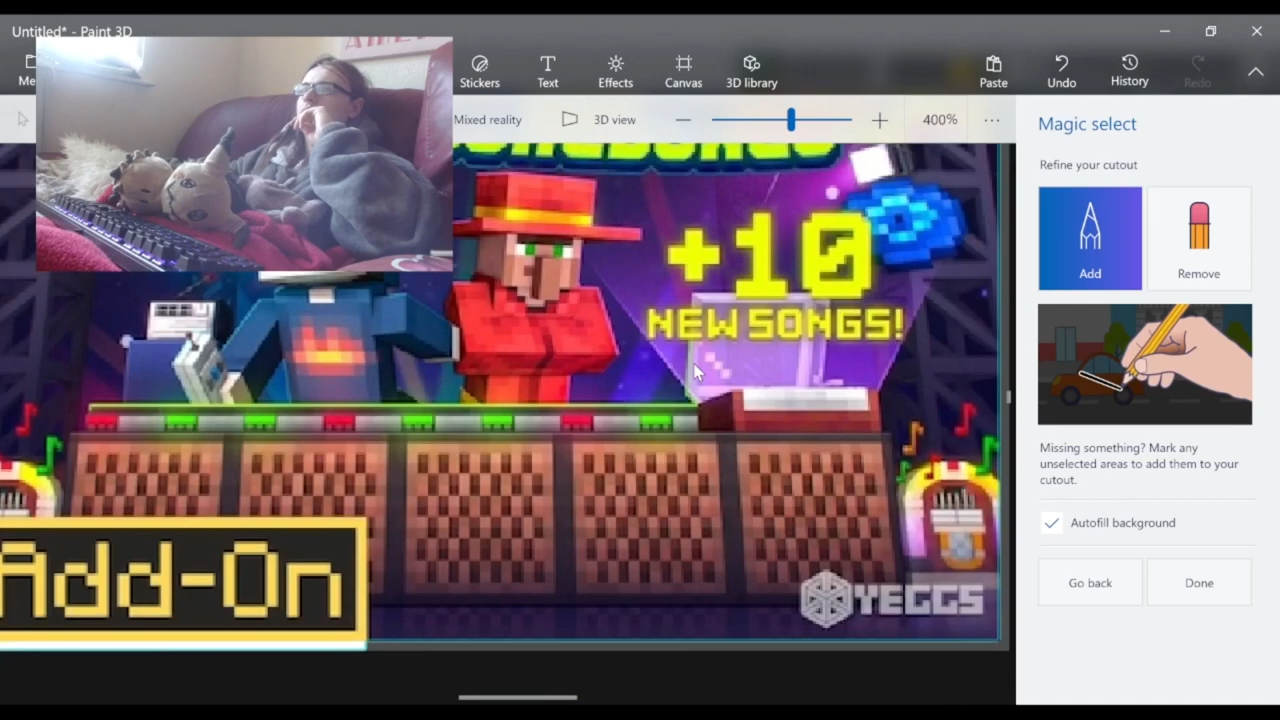 Untitled* - Paint 3D
Me
Stickers
Text
Effects
Canvas
3D library
Paste
Undo
History
Redo
Mixed reality
3D view
400%
Magic select
Refine your cutout
Add
Remove
+10
NEW SONGS!
Missing something? Mark any
unselected areas to add them to your
cutout.
Autofill background
Go back
Done
Add-On
YEGGS